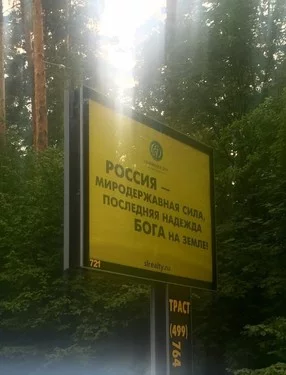 РОССИЯ —
МИРОДЕРЖАВНАЯ СИЛА,
ПОСЛЕДНЯЯ НАДЕЖДА
БОГА НА ЗЕМЛЕ!
721
ТРАСТ
(499)
764